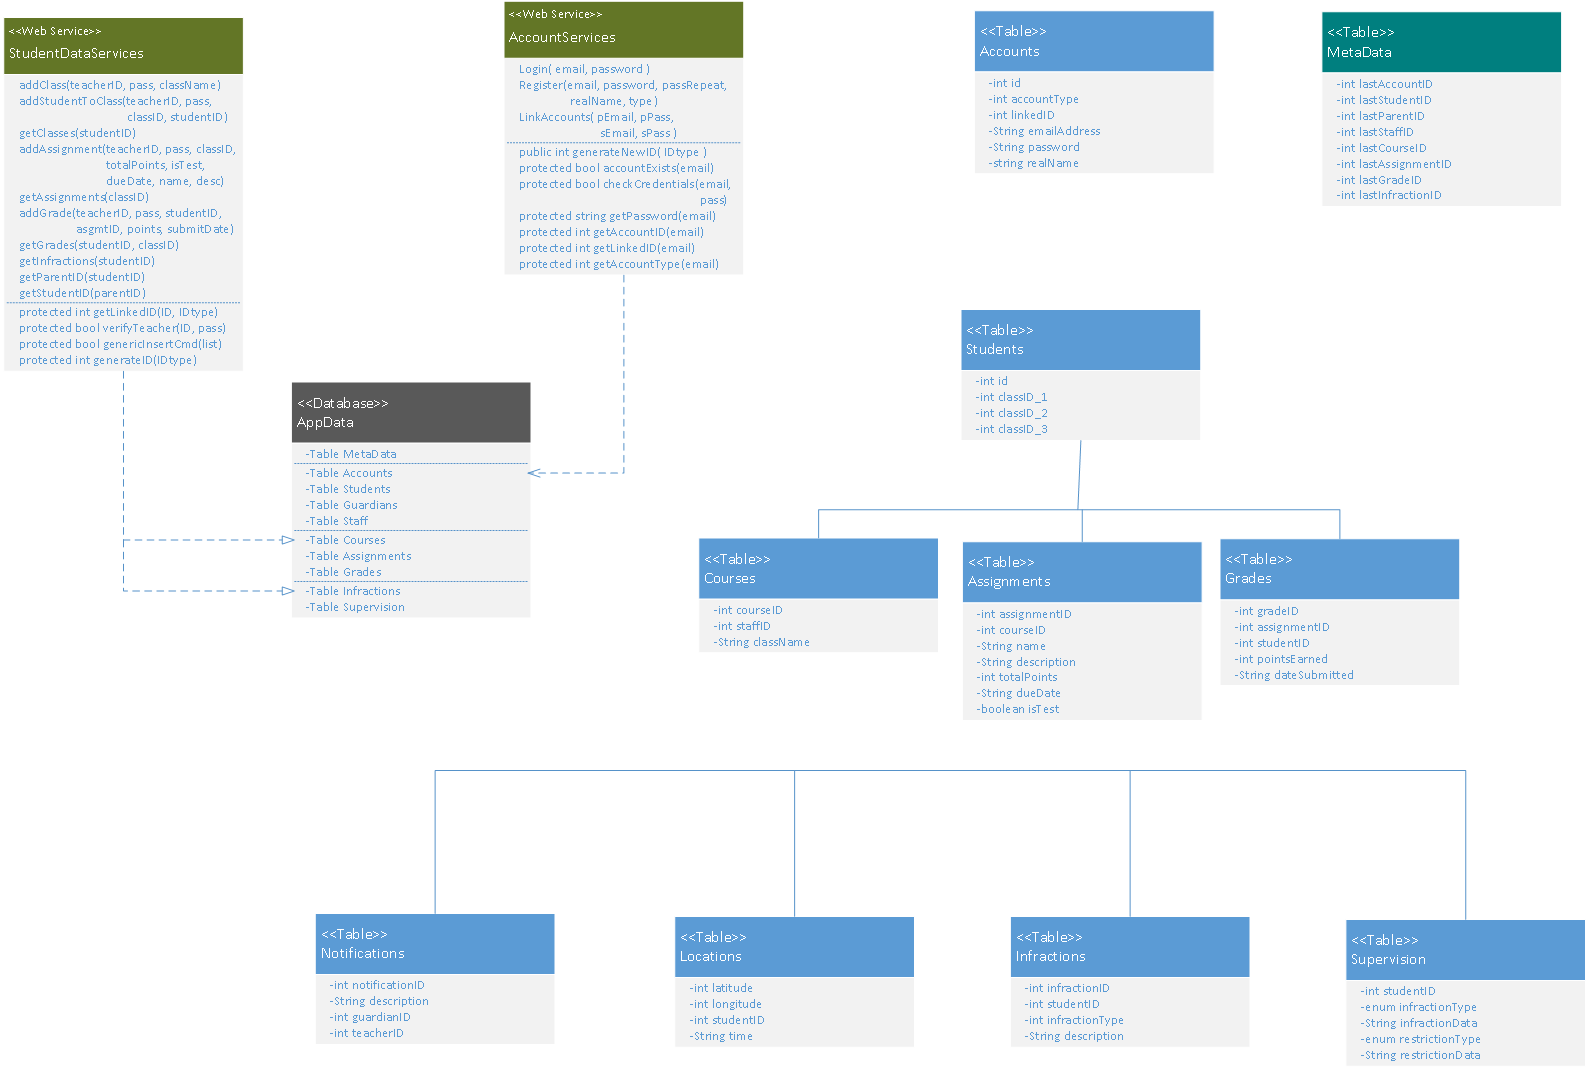 <<Web Service>>
StudentDataServices
addClass(teacherID, pass, className)
addStudentToClass(teacherID, pass,
classID, studentID)
getClasses(studentID)
addAssignment(teacherID, pass, classID,
totalPoints, isTest,
dueDate, name, desc)
getAssignments(classID)
addGrade(teacherID, pass, studentID,
asgmtID, points, submitDate)
getGrades(studentID, classID)
getInfractions(studentID)
getParentID(studentID)
getStudentID(parentID)
protected int getLinkedID(ID, IDtype)
protected bool verifyTeacher(ID, pass)
protected bool genericInsertCmd(list)
protected int generateID(IDtype)
<<Web Service>>
AccountServices
Login( email, password )
Register(email, password, passRepeat,
realName, type )
LinkAccounts( pEmail, pPass,
sEmail, sPass )
public int generateNewID( IDtype )
protected bool accountExists(email)
protected bool checkCredentials(email,
pass)
protected string getPassword(email)
protected int getAccountID(email)
protected int getLinkedID(email)
protected int getAccountType(email)
<<Table>>
Accounts
-int id
-int accountType
-int linkedID
-String emailAddress
-String password
-string realName
<<Table>>
MetaData
-int lastAccountID
-int lastStudentID
-int lastParentID
-int lastStaffID
-int lastCourseID
-int lastAssignmentID
-int lastGradeID
-int lastInfractionID
<<Database>>
AppData
-Table MetaData
-Table Accounts
-Table Students
-Table Guardians
-Table Staff
-Table Courses
-Table Assignments
-Table Grades
-Table Infractions
-Table Supervision
<<Table>>
Students
-int id
-int classID_1
-int classID_2
-int classID_3
<<Table>>
Courses
-int courseID
-int staffID
-String className
<<Table>>
Assignments
-int assignmentID
-int courseID
-String name
-String description
-int totalPoints
-String dueDate
-boolean isTest
<<Table>>
Grades
-int gradeID
-int assignmentID
-int studentID
-int pointsEarned
-String dateSubmitted
<<Table>>
Notifications
-int notificationID
-String description
-int guardianID
-int teacherID
<<Table>>
Locations
-int latitude
-int longitude
-int studentID
-String time
<<Table>>
Infractions
-int infractionID
-int studentID
-int infractionType
-String description
<<Table>>
Supervision
-int studentID
-enum infractionType
-String infractionData
-enum restrictionType
-String restrictionData